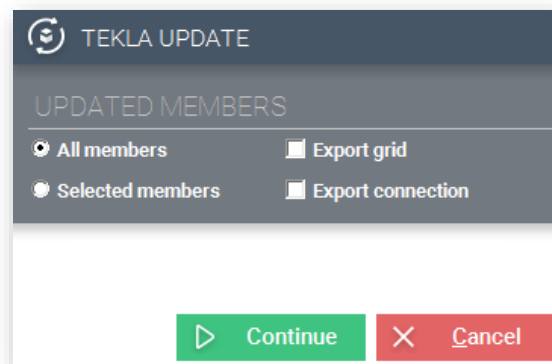 TEKLA UPDATE
UPDATED MEMBERS
All members Export grid
Selected members Export connection
Continue Cancel